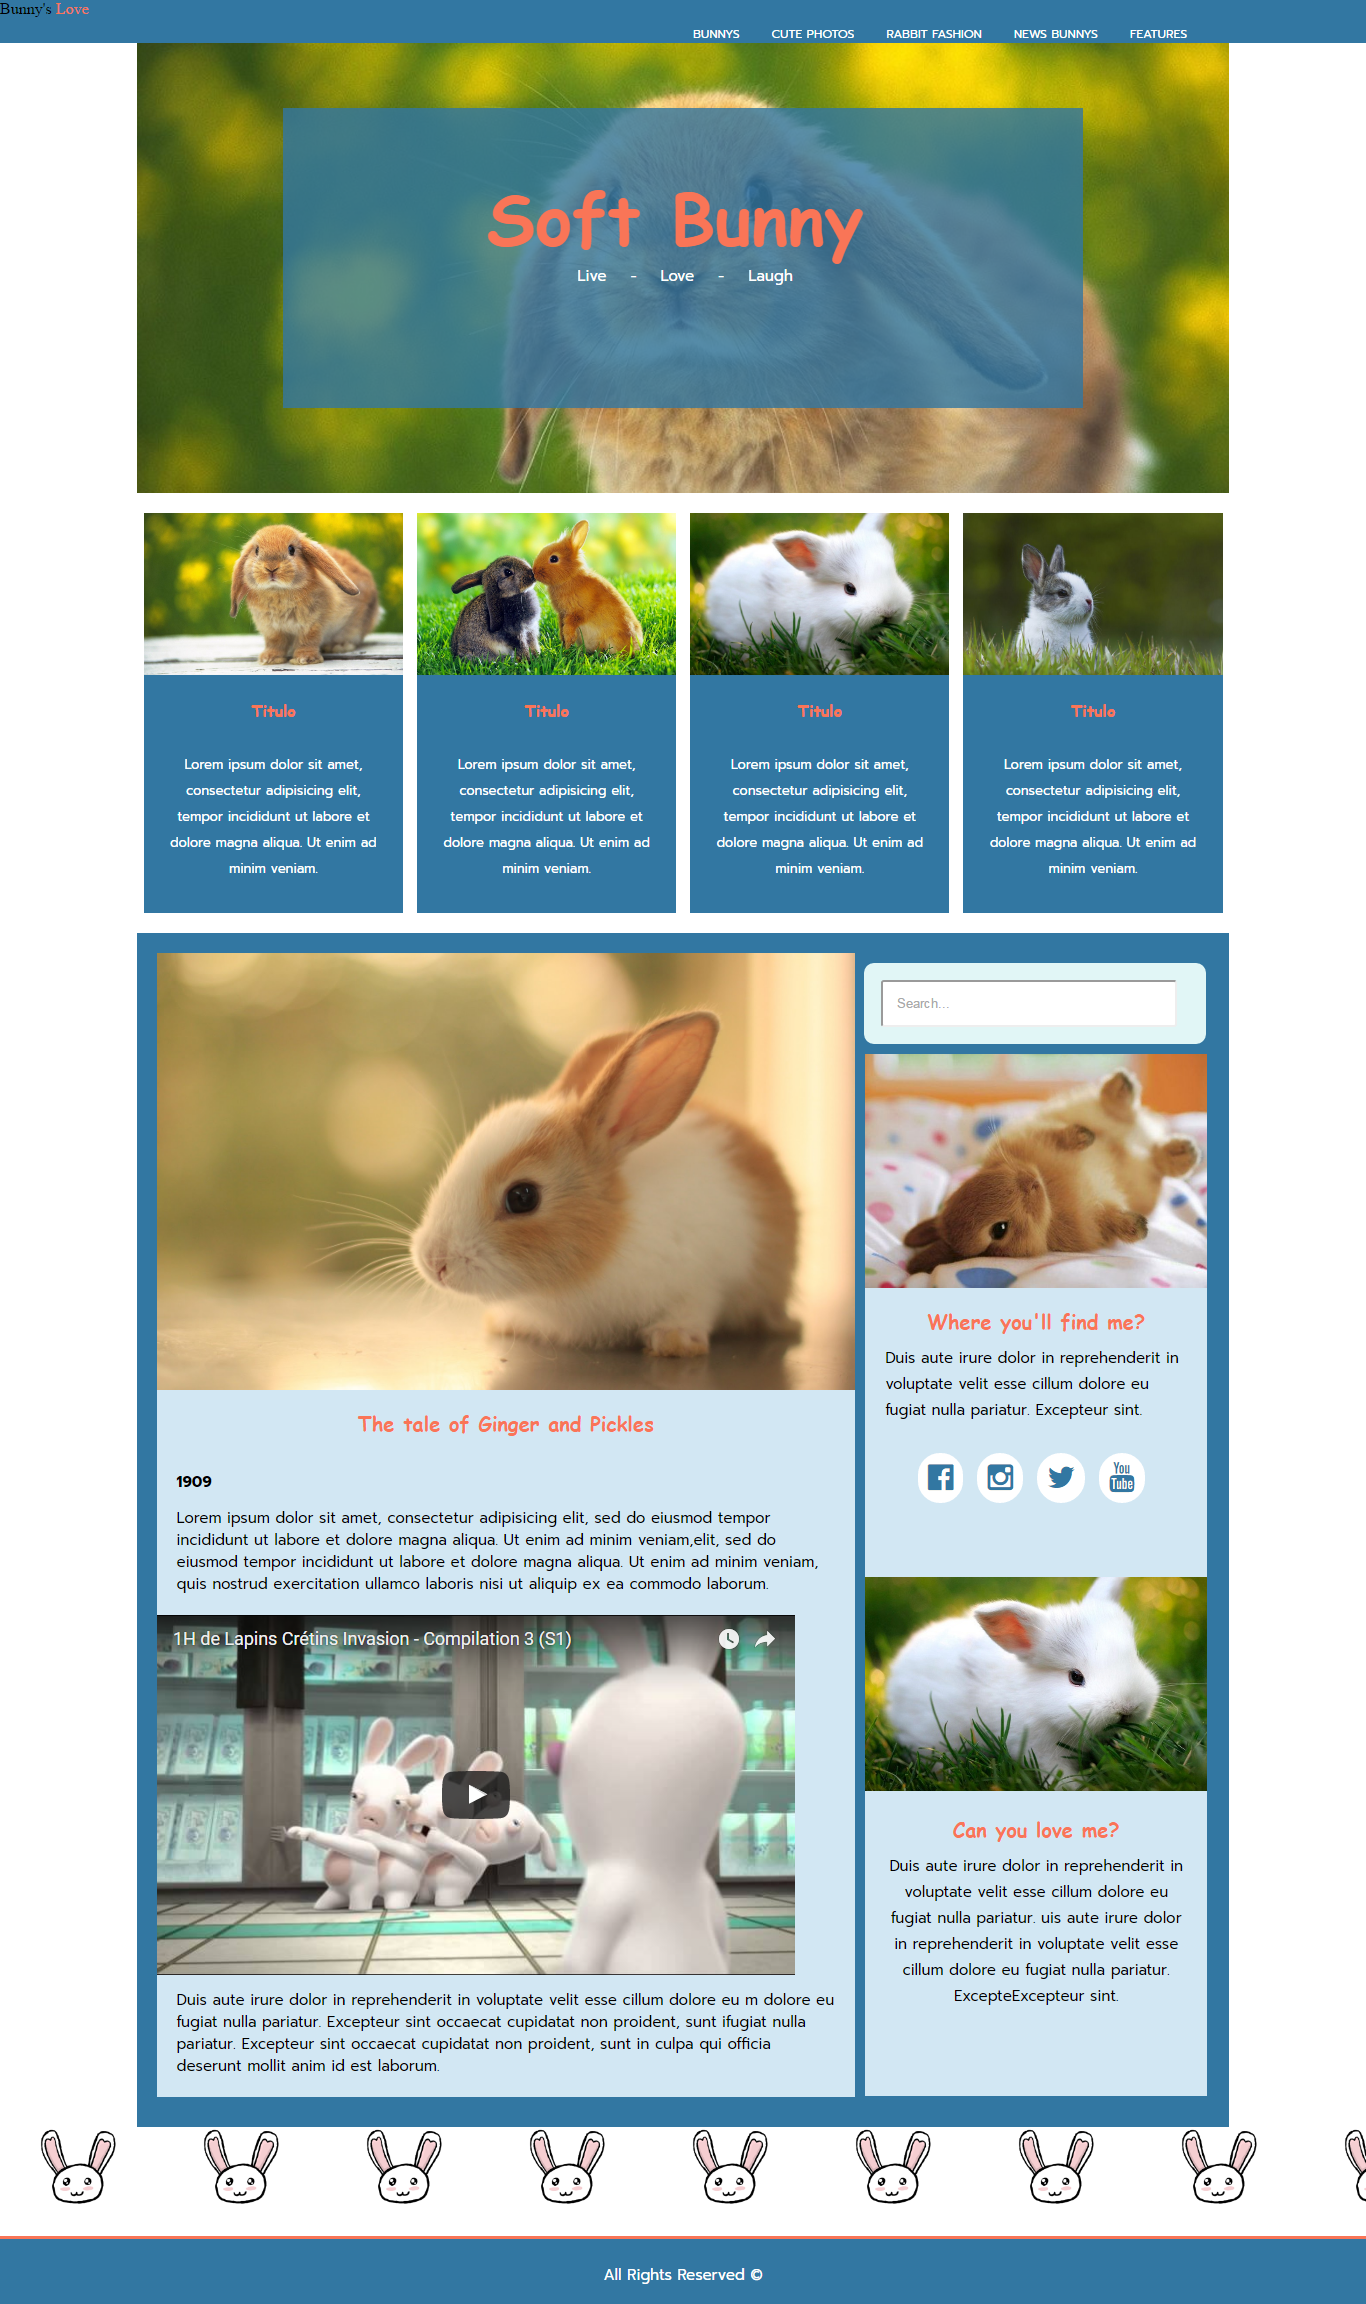 Bunny's Love
BUNNYS CUTE PHOTOS RABBIT FASHION NEWS BUNNYS FEATURES
Soft Bunny
Live - Love - Laugh
Titulo
Lorem ipsum dolor sit amet,
consectetur adipisicing elit,
tempor incididunt ut labore et
dolore magna aliqua. Ut enim ad
minim veniam.
Titulo
Lorem ipsum dolor sit amet,
consectetur adipisicing elit,
tempor incididunt ut labore et
dolore magna aliqua. Ut enim ad
minim veniam.
Titulo
Lorem ipsum dolor sit amet,
consectetur adipisicing elit,
tempor incididunt ut labore et
dolore magna aliqua. Ut enim ad
minim veniam.
Titulo
Lorem ipsum dolor sit amet,
consectetur adipisicing elit,
tempor incididunt ut labore et
dolore magna aliqua. Ut enim ad
minim veniam.
The tale of Ginger and Pickles
1909
Lorem ipsum dolor sit amet, consectetur adipisicing elit, sed do eiusmod tempor
incididunt ut labore et dolore magna aliqua. Ut enim ad minim veniam,elit, sed do
eiusmod tempor incididunt ut labore et dolore magna aliqua. Ut enim ad minim veniam,
quis nostrud exercitation ullamco laboris nisi ut aliquip ex ea commodo laborum.
1H de Lapins Crétins Invasion - Compilation 3 (S1)
Duis aute irure dolor in reprehenderit in voluptate velit esse cillum dolore eu m dolore eu
fugiat nulla pariatur. Excepteur sint occaecat cupidatat non proident, sunt ifugiat nulla
pariatur. Excepteur sint occaecat cupidatat non proident, sunt in culpa qui officia
deserunt mollit anim id est laborum.
Search...
Where you'll find me?
Duis aute irure dolor in reprehenderit in
voluptate velit esse cillum dolore eu
fugiat nulla pariatur. Excepteur sint.
You
Tube
Can you love me?
Duis aute irure dolor in reprehenderit in
voluptate velit esse cillum dolore eu
fugiat nulla pariatur. uis aute irure dolor
in reprehenderit in voluptate velit esse
cillum dolore eu fugiat nulla pariatur.
ExcepteExcepteur sint.
All Rights Reserved ©